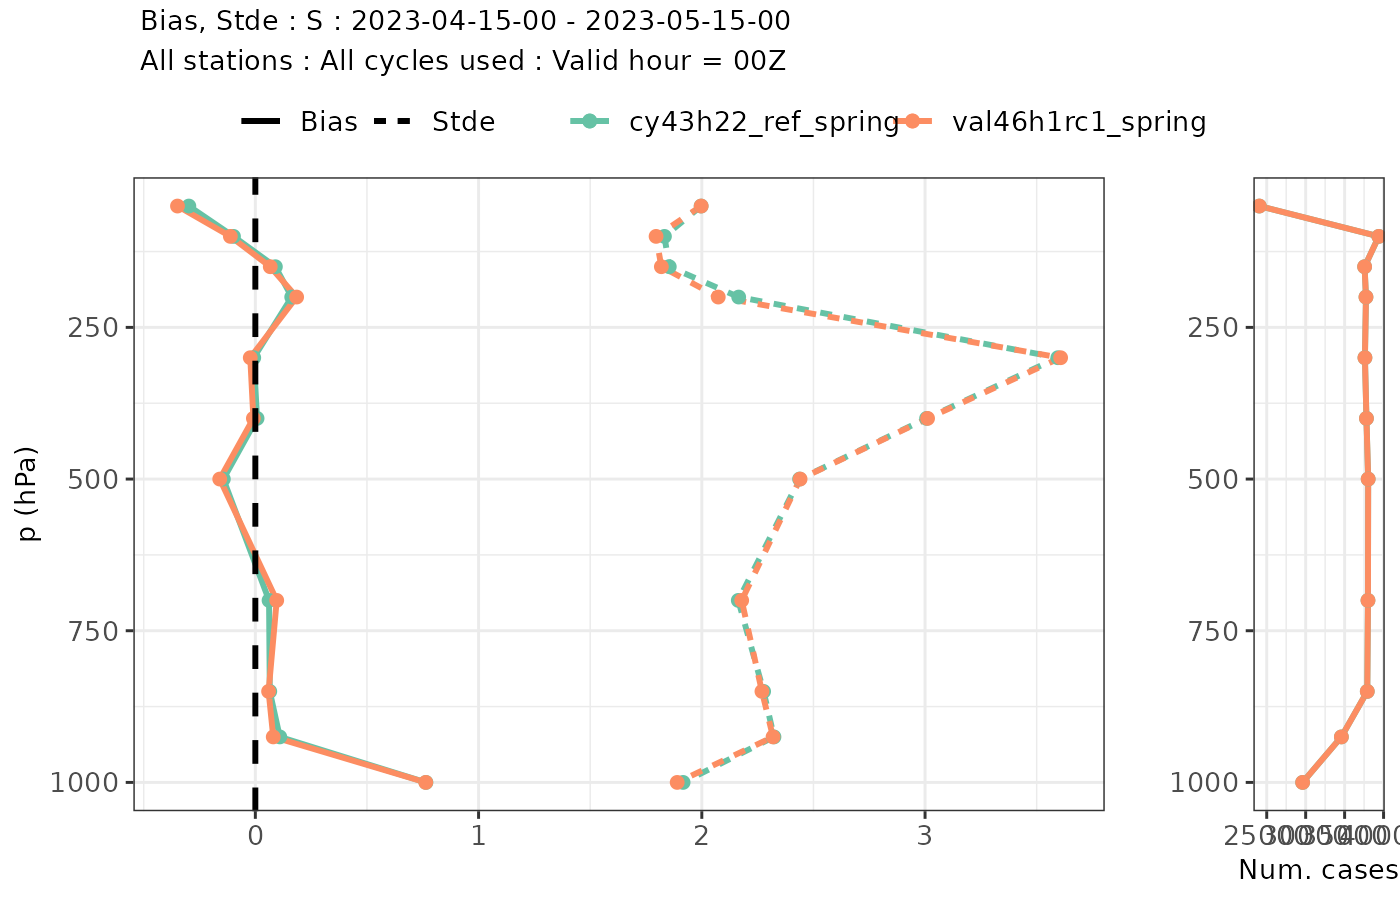 Bias, Stde : S : 2023-04-15-00 - 2023-05-15-00
All stations : All cycles used : Valid hour = 00Z
Bias Stde cy43h22_ref_spring val46h1rc1_spring
p (hPa)
250
500
750
1000
0 1 2 3
250
500
750
1000
Num. cases